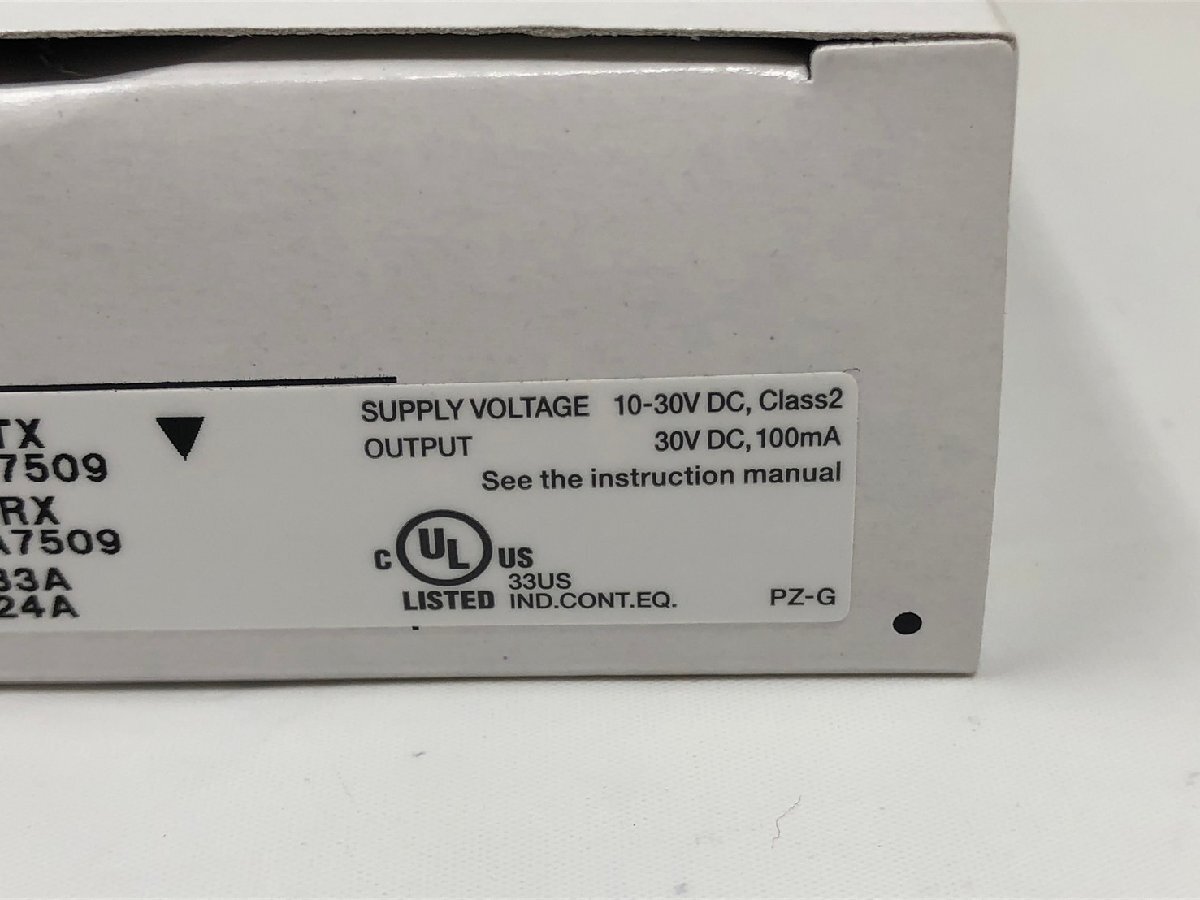 SUPPLY VOLTAGE 10-30V DC, Class2
OUTPUT 30V DC, 100mA
See the instruction manual
TX
7509
RX
A7509
33A
24A
C UL US
LISTED 33US
IND.CONT.EQ.
PZ-G